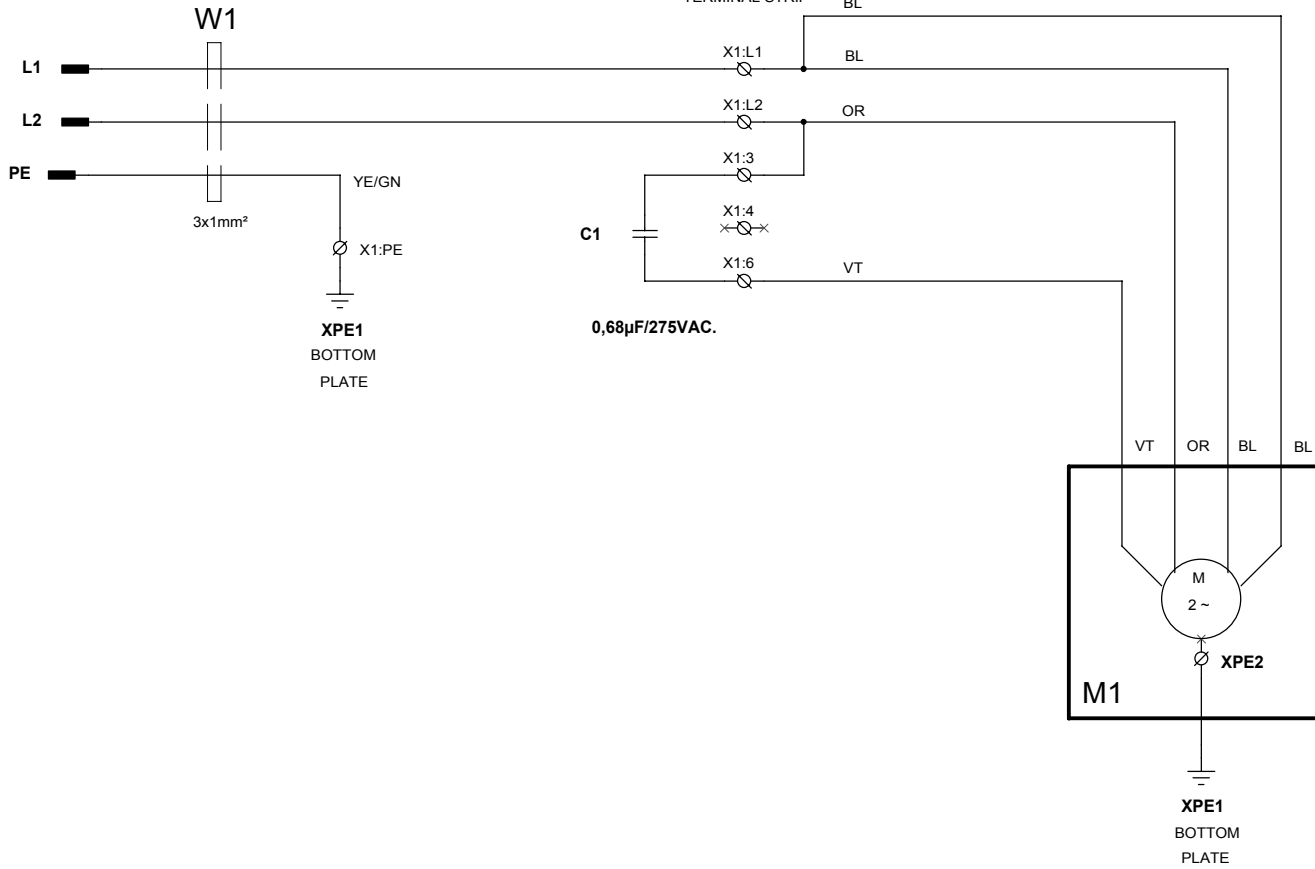 W1
TERMINAL STRIP
BL
L1
X1:L1
BL
L2
X1:L2
OR
PE
YE/GN
X1:3
3x1mm²
X1:4
C1
X1:PE
X1:6
VT
XPE1
BOTTOM
PLATE
0,68µF/275VAC.
VT OR BL BL
M
2 ~
XPE2
M1
XPE1
BOTTOM
PLATE